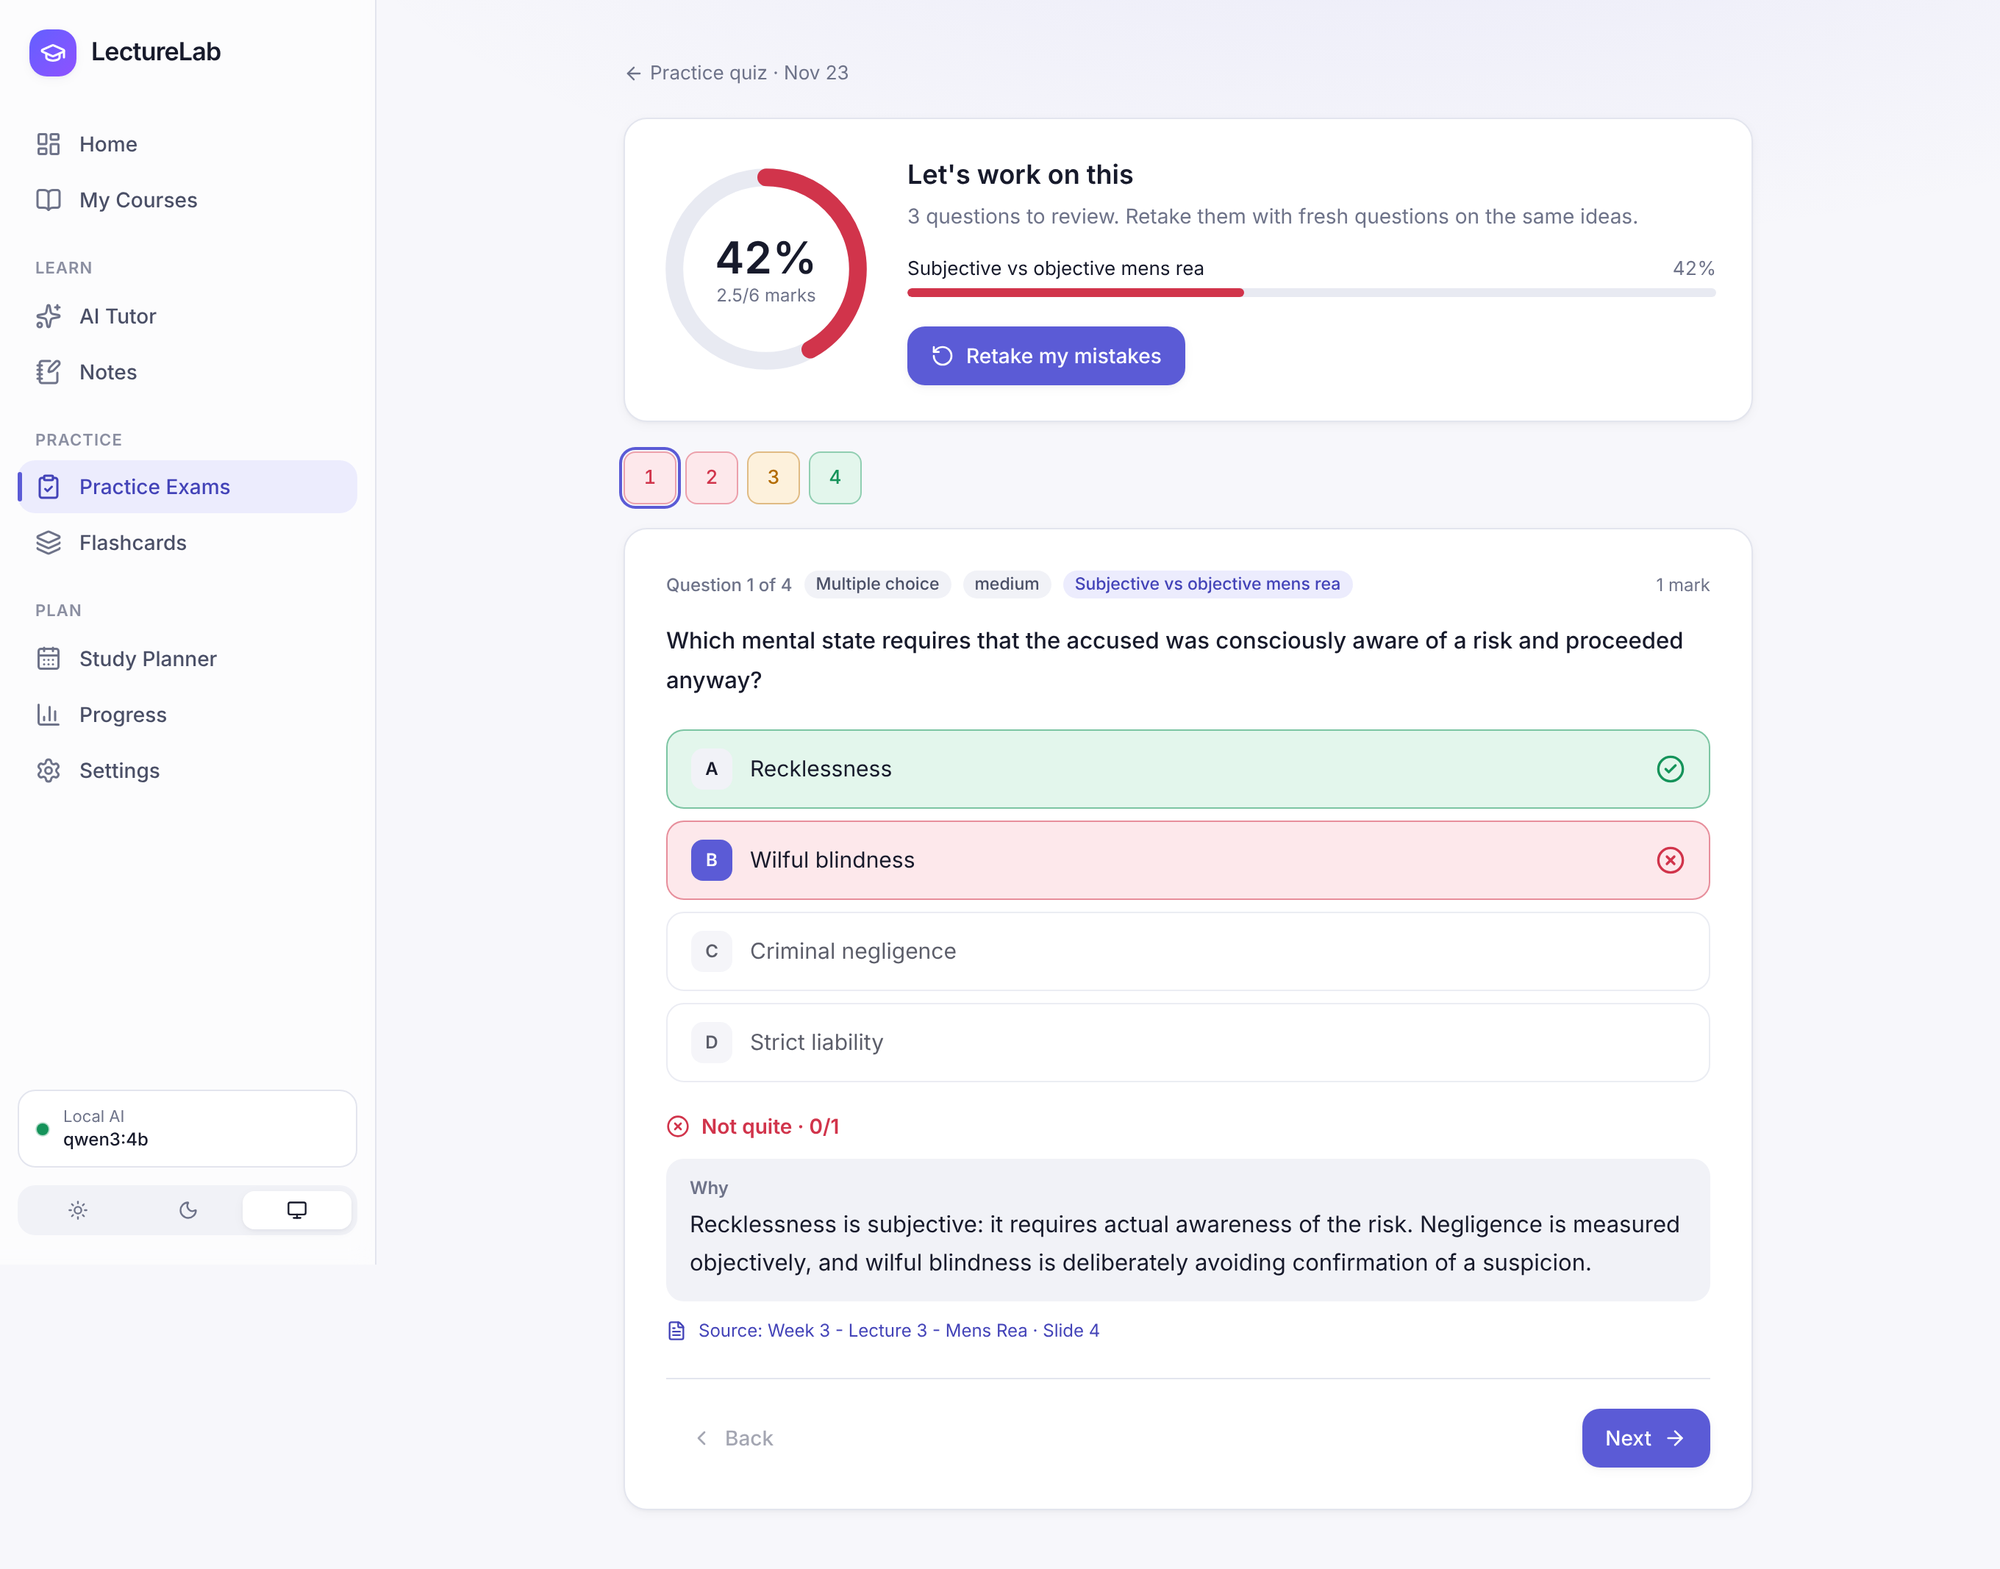 LectureLab
Home
My Courses
LEARN
AI Tutor
Notes
PRACTICE
Practice Exams
Flashcards
PLAN
Study Planner
Progress
Settings
Local AI
qwen3:4b
Practice quiz · Nov 23
42%
2.5/6 marks
Let's work on this
3 questions to review. Retake them with fresh questions on the same ideas.
Subjective vs objective mens rea 42%
Retake my mistakes
1 2 3 4
Question 1 of 4 Multiple choice medium Subjective vs objective mens rea 1 mark
Which mental state requires that the accused was consciously aware of a risk and proceeded
anyway?
A Recklessness
B Wilful blindness
C Criminal negligence
D Strict liability
Not quite · 0/1
Why
Recklessness is subjective: it requires actual awareness of the risk. Negligence is measured
objectively, and wilful blindness is deliberately avoiding confirmation of a suspicion.
Source: Week 3 - Lecture 3 - Mens Rea · Slide 4
Back Next